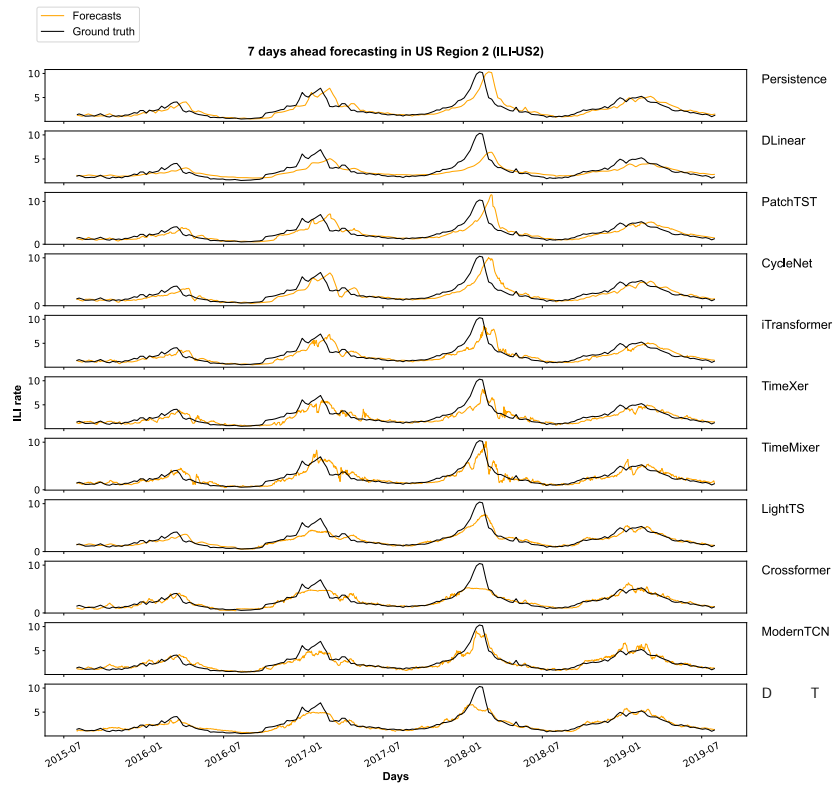 Forecasts
Ground truth
7 days ahead forecasting in US Region 2 (ILI-US2)
10
5
Persistence
10
5
DLinear
10
0
PatchTST
10
0
CycleNet
10
5
iTransformer
10
5
TimeXer
10
0
TimeMixer
10
0
LightTS
10
0
Crossformer
10
5
ModernTCN
10
5
D T
ILI rate
2015-07
2016-01
2016-07
2017-01
2017-07
2018-01
2018-07
2019-01
2019-07
Days